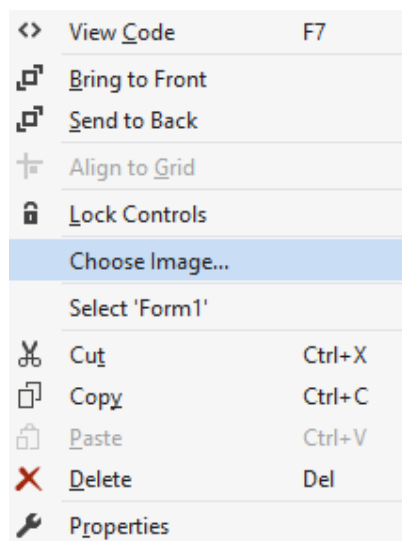 View Code F7
Bring to Front
Send to Back
Align to Grid
Lock Controls
Choose Image...
Select 'Form1'
Cut Ctrl+X
Copy Ctrl+C
Paste Ctrl+V
Delete Del
Properties